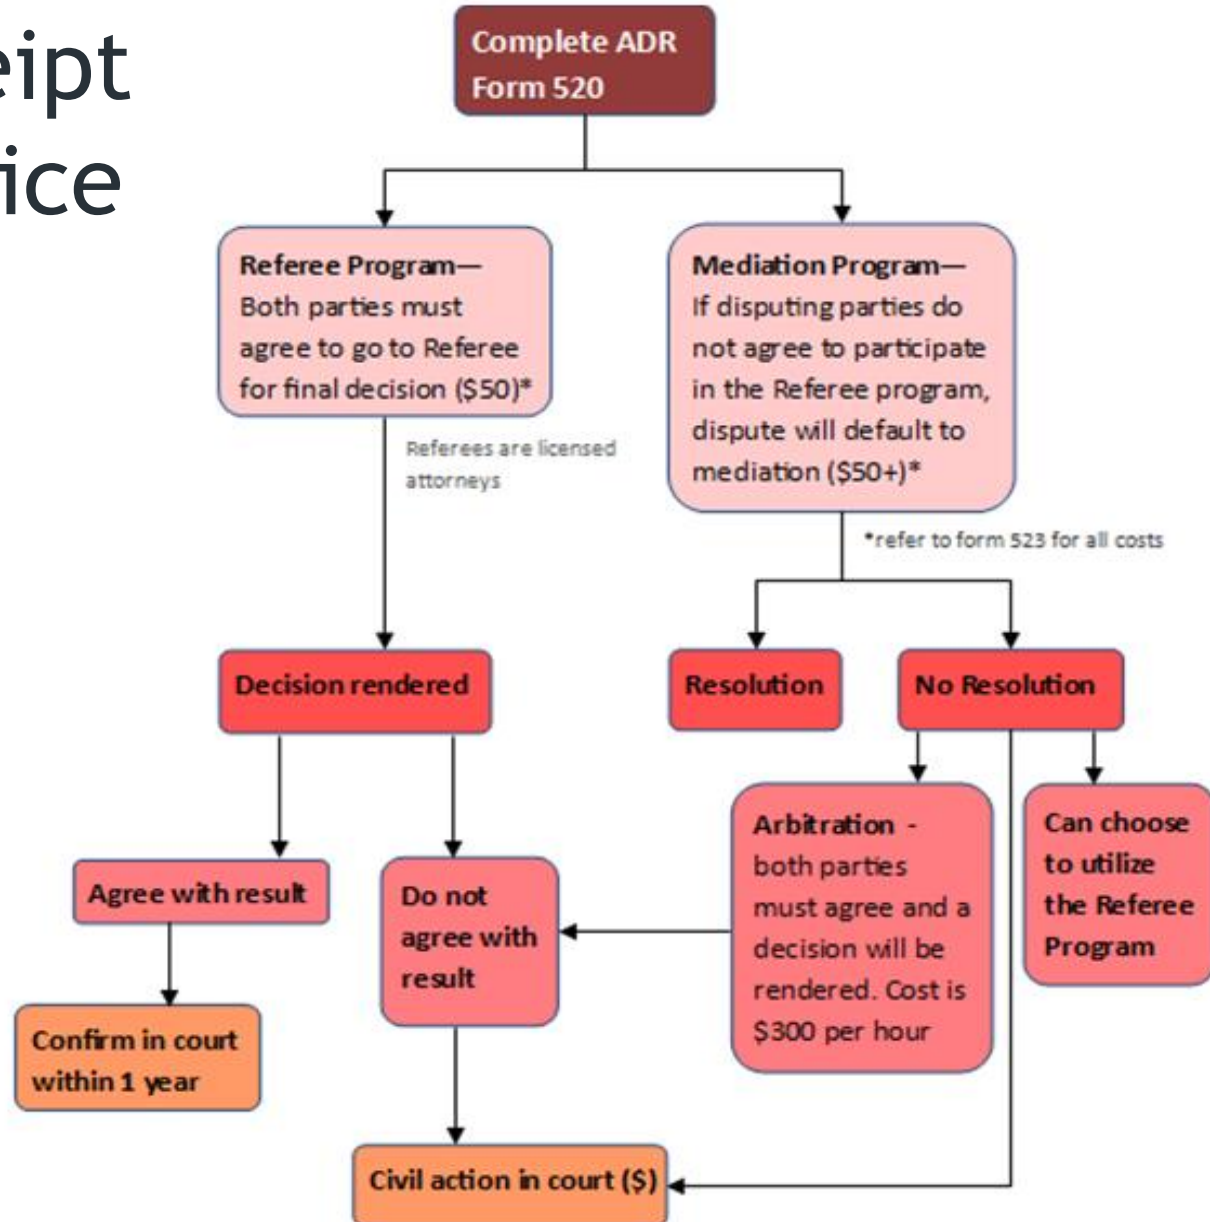 eipt
ice
Complete ADR
Form 520
Referee Program—
Both parties must
agree to go to Referee
for final decision ($50)*
Mediation Program—
If disputing parties do
not agree to participate
in the Referee program,
dispute will default to
mediation ($50+)*
Referees are licensed
attorneys
*refer to form 523 for all costs
Decision rendered
Resolution
No Resolution
Agree with result
Do not
agree with
result
Arbitration -
both parties
must agree and a
decision will be
rendered. Cost is
$300 per hour
Can choose
to utilize
the Referee
Program
Confirm in court
within 1 year
Civil action in court ($)